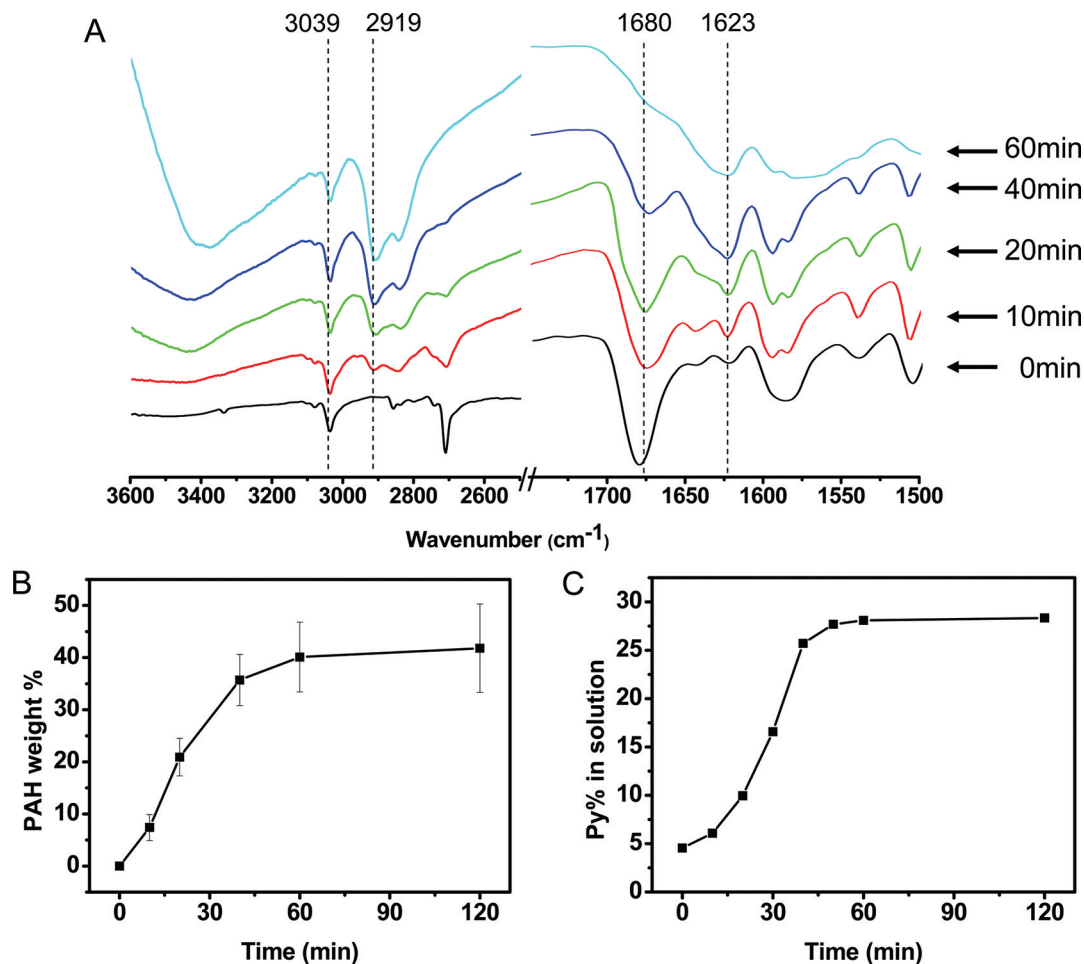 A
3039 2919 1680 1623
60min
40min
20min
10min
0min
3600 3400 3200 3000 2800 2600 1700 1650 1600 1550 1500
Wavenumber (cm-1)
B
PAH weight %
50
40
30
20
10
0
0 30 60 90 120
Time (min)
C
Py% in solution
30
25
20
15
10
5
0
0 30 60 90 120
Time (min)